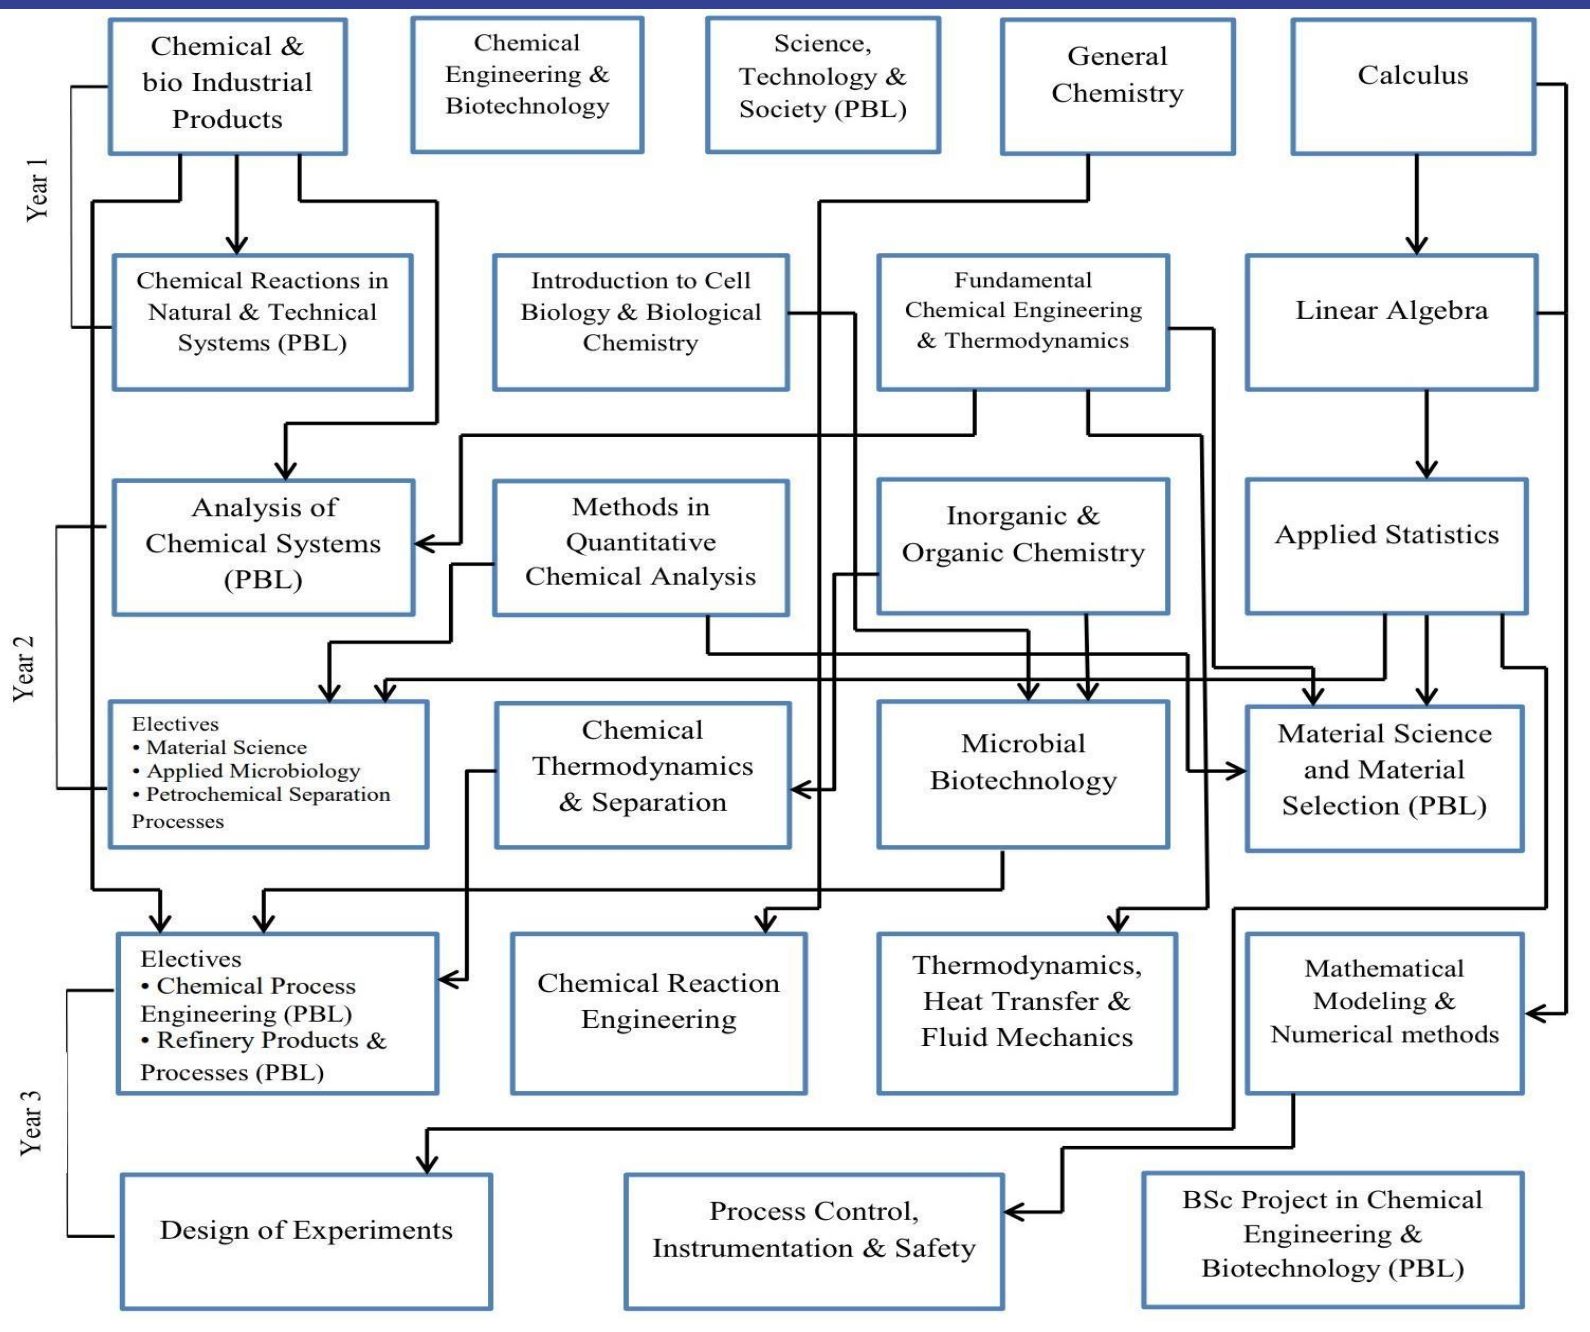 Chemical &
bio Industrial
Products
Chemical
Engineering &
Biotechnology
Science,
Technology &
Society (PBL)
General
Chemistry
Calculus
Year 1
Chemical Reactions in
Natural & Technical
Systems (PBL)
Introduction to Cell
Biology & Biological
Chemistry
Fundamental
Chemical Engineering
& Thermodynamics
Linear Algebra
Analysis of
Chemical Systems
(PBL)
Methods in
Quantitative
Chemical Analysis
Inorganic &
Organic Chemistry
Applied Statistics
Year 2
Electives
• Material Science
• Applied Microbiology
• Petrochemical Separation
Processes
Chemical
Thermodynamics
& Separation
Microbial
Biotechnology
Material Science
and Material
Selection (PBL)
Electives
• Chemical Process
Engineering (PBL)
• Refinery Products &
Processes (PBL)
Chemical Reaction
Engineering
Thermodynamics,
Heat Transfer &
Fluid Mechanics
Mathematical
Modeling &
Numerical methods
Year 3
Design of Experiments
Process Control,
Instrumentation & Safety
BSc Project in Chemical
Engineering &
Biotechnology (PBL)